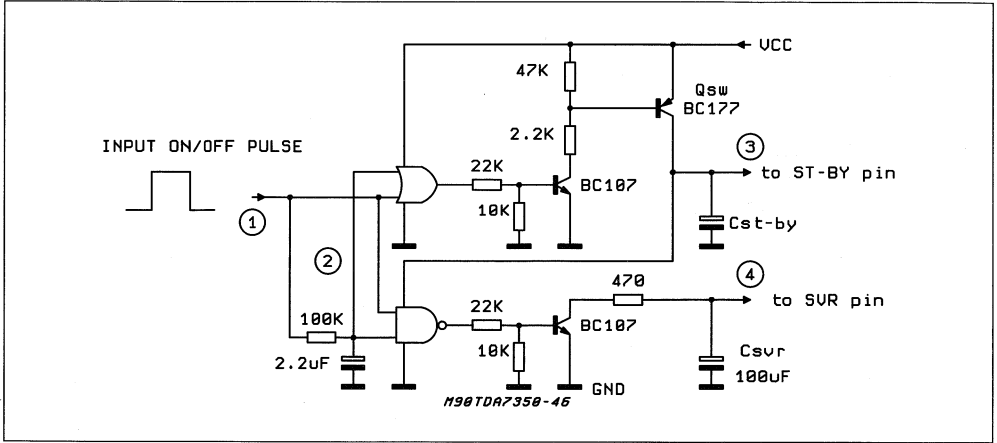 VCC
47K
Qsw
BC177
2.2K
INPUT ON/OFF PULSE
3
22K
to ST-BY pin
BC107
1
10K
Cst-by
2
4
470
to SVR pin
22K
100K
BC107
10K
2.2uF
Csvr
100uF
GND
M90TDA7350-46